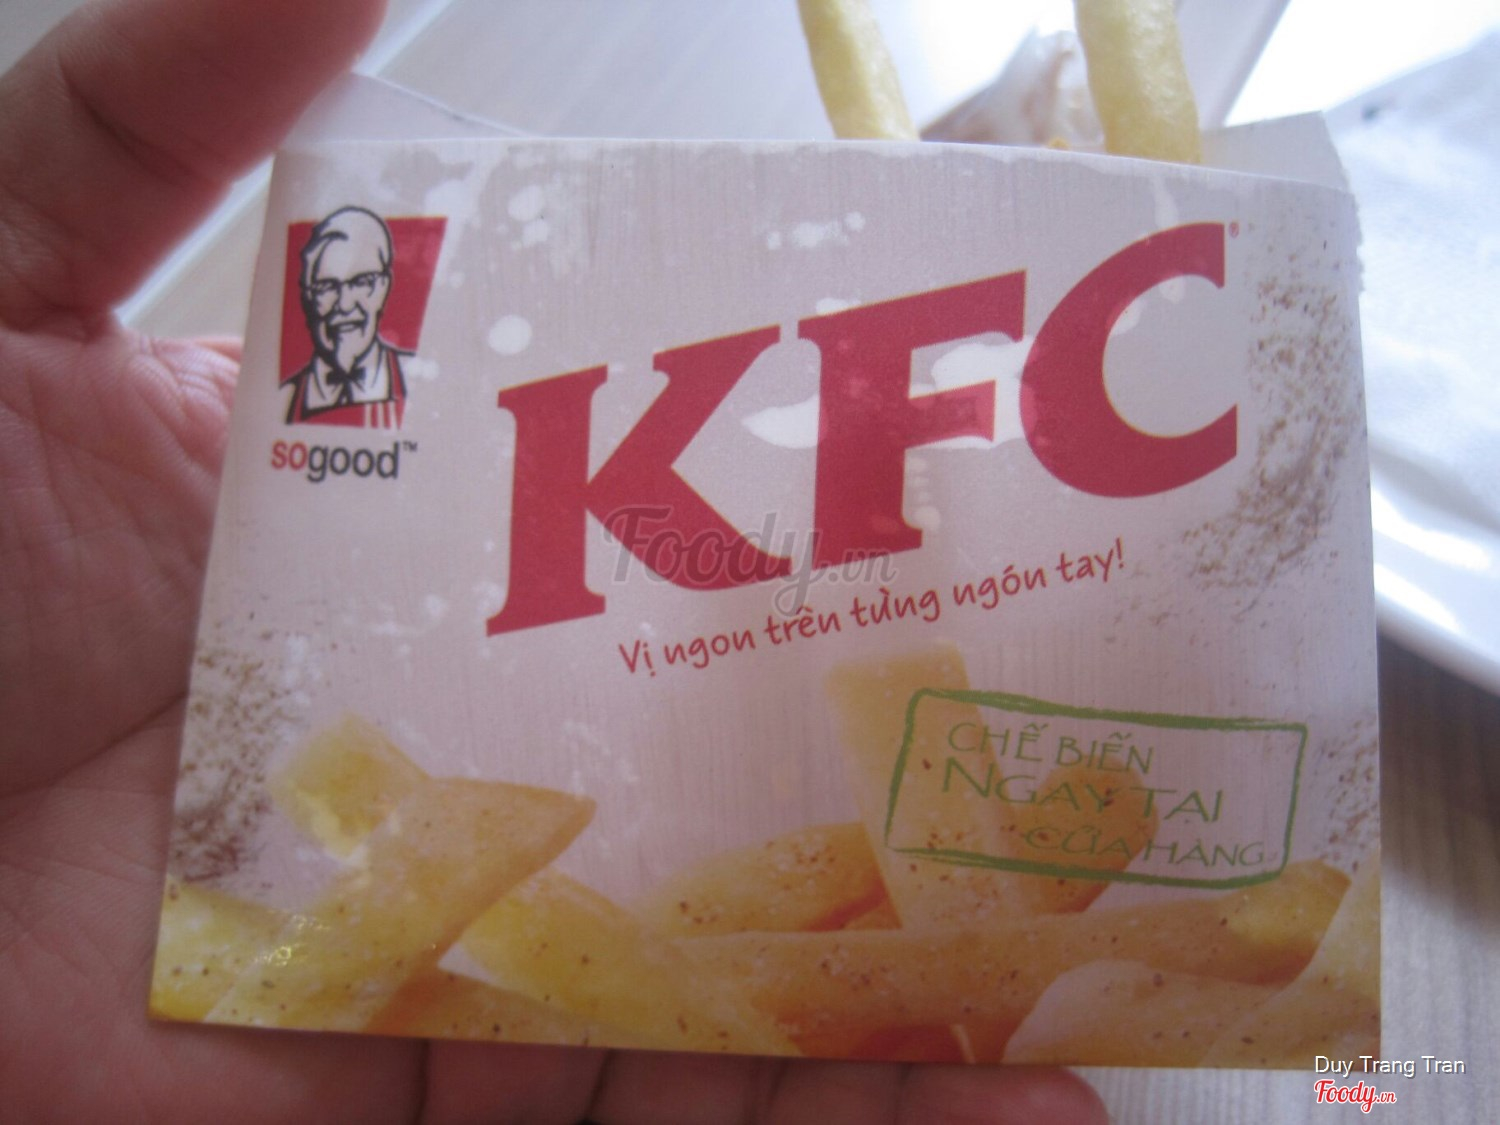 KFC®
sogood™
Vị ngon trên từng ngón tay!
CHẾ BIẾN
NGAY TẠI
CỬA HÀNG
Foody.vn
Duy Trang Tran
Foody.vn